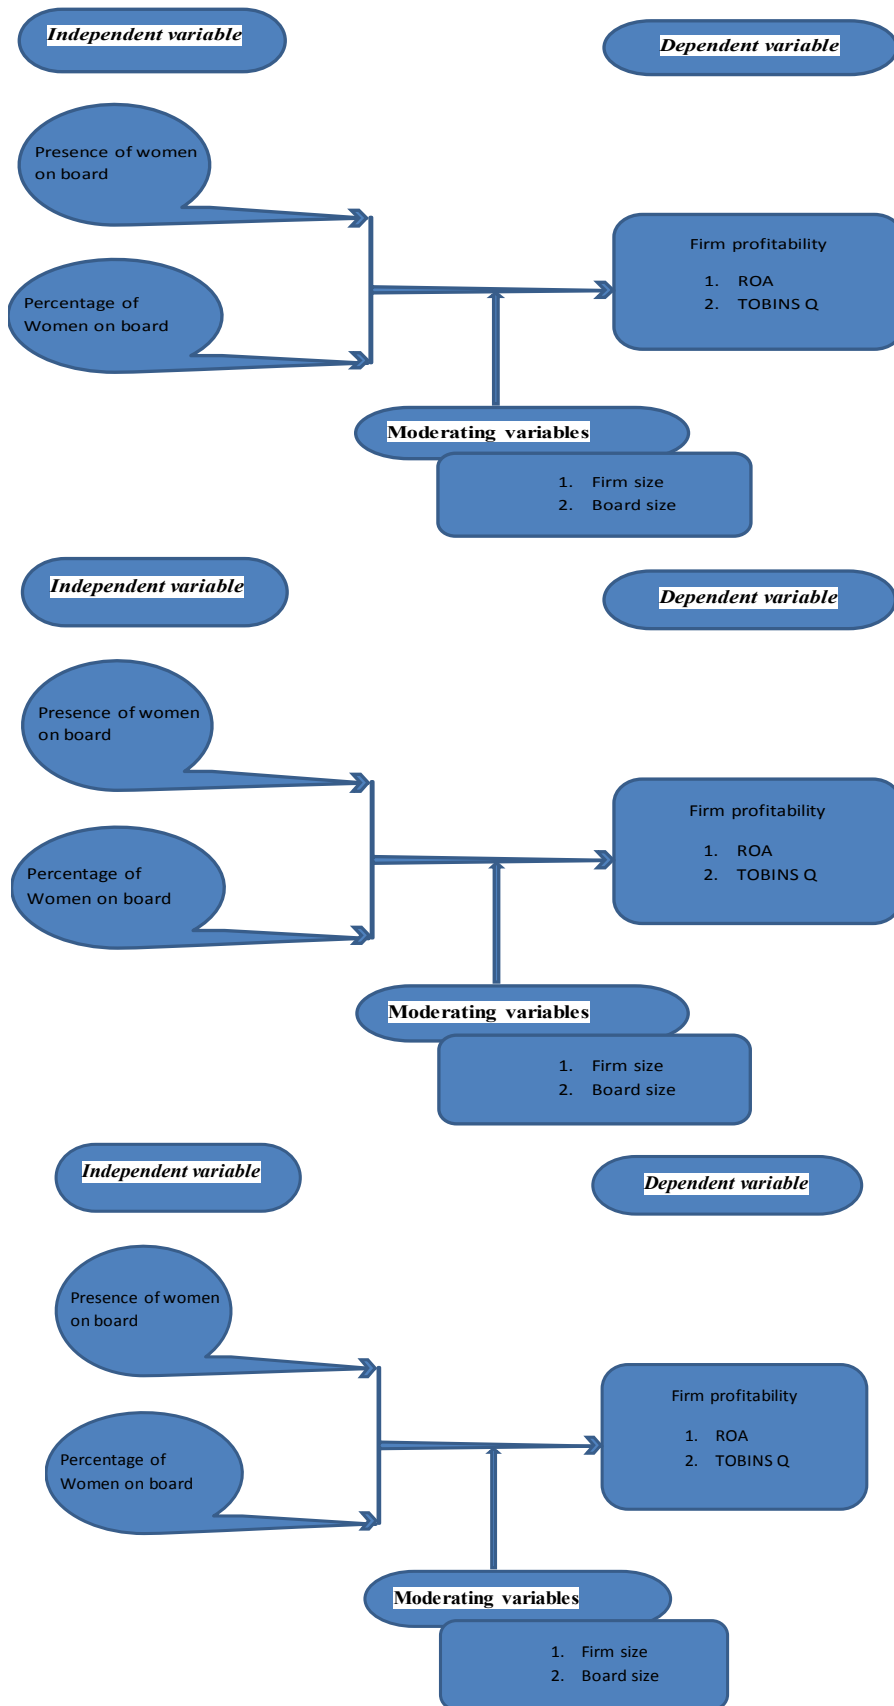 Independent variable
Dependent variable
Presence of women
on board
Firm profitability
1. ROA
2. TOBINS Q
Percentage of
Women on board
Moderating variables
1. Firm size
2. Board size
Independent variable
Dependent variable
Presence of women
on board
Firm profitability
1. ROA
2. TOBINS Q
Percentage of
Women on board
Moderating variables
1. Firm size
2. Board size
Independent variable
Dependent variable
Presence of women
on board
Firm profitability
1. ROA
2. TOBINS Q
Percentage of
Women on board
Moderating variables
1. Firm size
2. Board size